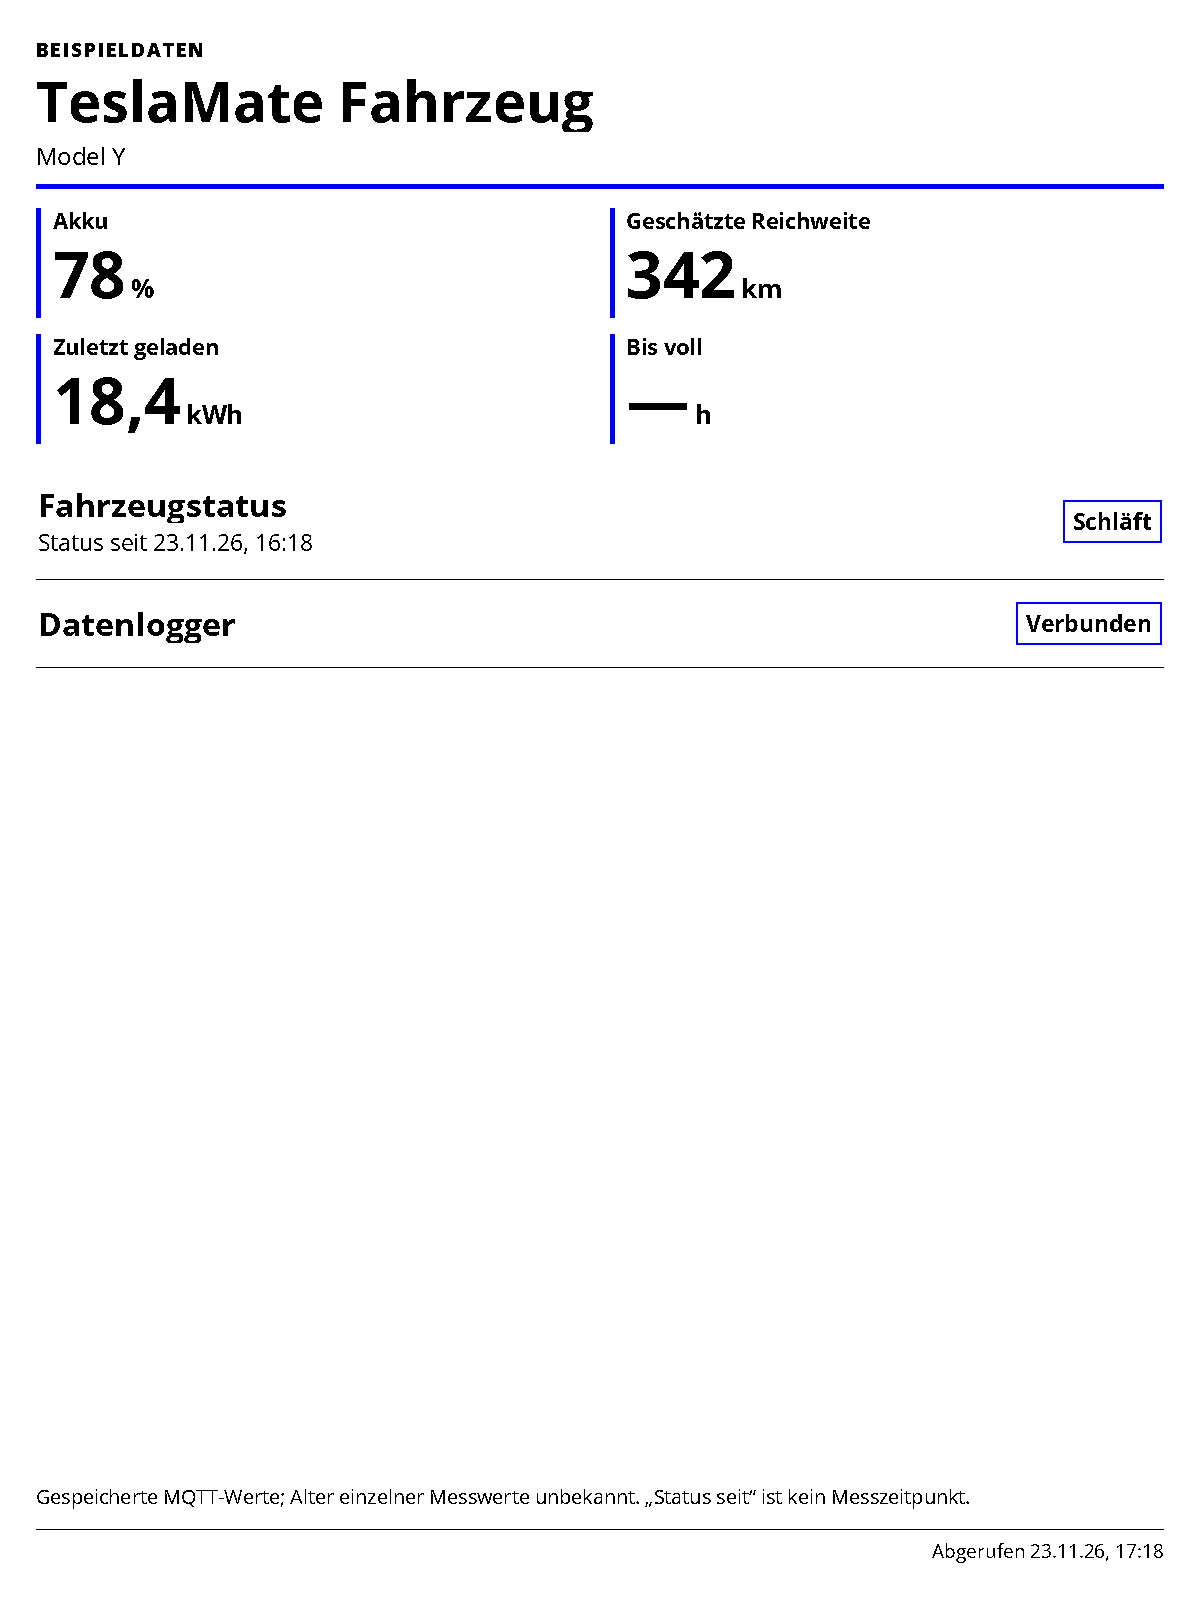 BEISPIELDATEN
TeslaMate Fahrzeug
Model Y
Akku
78 %
Geschätzte Reichweite
342 km
Zuletzt geladen
18,4 kWh
Bis voll
— h
Fahrzeugstatus
Status seit 23.11.26, 16:18
Schläft
Datenlogger
Verbunden
Gespeicherte MQTT-Werte; Alter einzelner Messwerte unbekannt. „Status seit“ ist kein Messzeitpunkt.
Abgerufen 23.11.26, 17:18